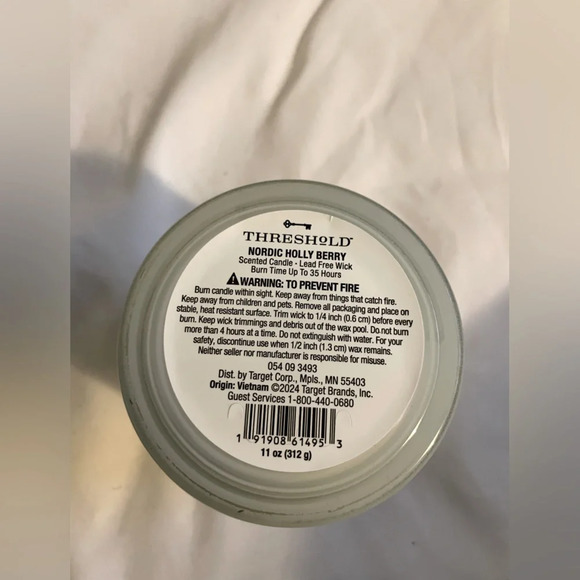 THRESHOLD™
NORDIC HOLLY BERRY
Scented Candle - Lead Free Wick
Burn Time Up To 35 Hours
⚠WARNING: TO PREVENT FIRE
Burn candle within sight. Keep away from things that catch fire.
Keep away from children and pets. Remove all packaging and place on
stable, heat resistant surface. Trim wick to 1/4 inch (0.6 cm) before every
burn. Keep wick trimmings and debris out of the wax pool. Do not burn
more than 4 hours at a time. Do not extinguish with water. For your
safety, discontinue use when 1/2 inch (1.3 cm) wax remains.
Neither seller nor manufacturer is responsible for misuse.
054 09 3493
Dist. by Target Corp., Mpls., MN 55403
Origin: Vietnam ©2024 Target Brands, Inc.
Guest Services 1-800-440-0680
1 91908 61495 3
11 oz (312 g)